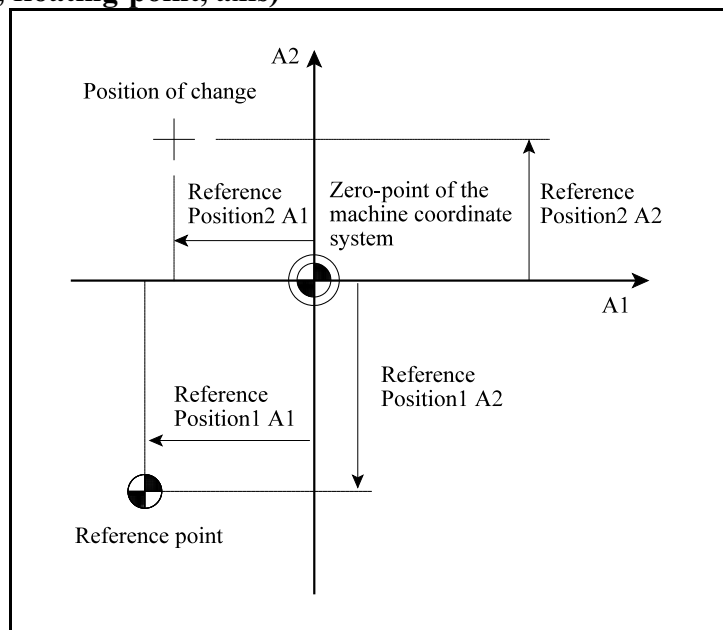 , floating-point, axis)
A2
Position of change
Reference
Position2 A1
Zero-point of the
machine coordinate
system
Reference
Position2 A2
A1
Reference
Position1 A2
Reference
Position1 A1
Reference point